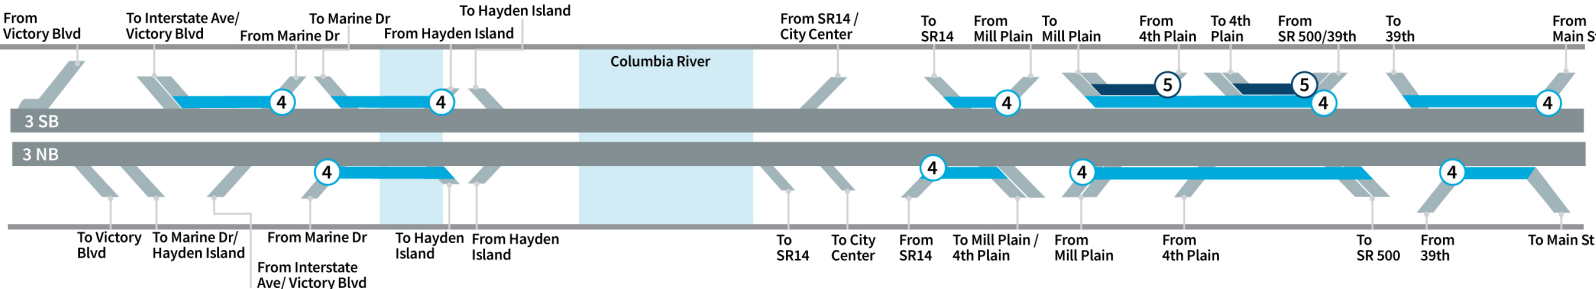 From
Victory Blvd
To Interstate Ave/
Victory Blvd
From Marine Dr
To Marine Dr
From Hayden Island
To Hayden Island
Columbia River
From SR14 /
City Center
To
SR14
From
Mill Plain
To
Mill Plain
From
4th Plain
To 4th
Plain
From
SR 500/39th
To
39th
From
Main St
4
4
4
5
5
4
4
3 SB
3 NB
4
4
4
4
To Victory
Blvd
To Marine Dr/
Hayden Island
From Interstate
Ave/ Victory Blvd
From Marine Dr
To Hayden
Island
From Hayden
Island
To
SR14
To City
Center
From
SR14
To Mill Plain /
4th Plain
From
Mill Plain
From
4th Plain
To
SR 500
From
39th
To Main St